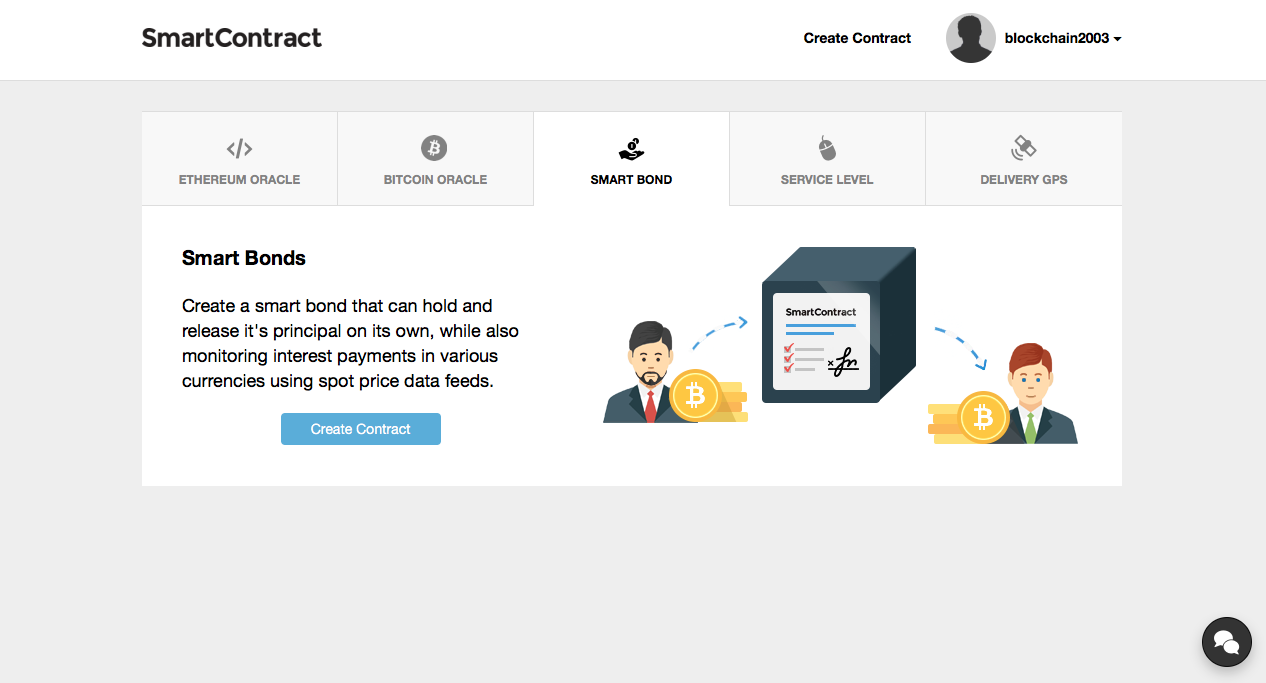 SmartContract
Create Contract
blockchain2003
ETHEREUM ORACLE
BITCOIN ORACLE
SMART BOND
SERVICE LEVEL
DELIVERY GPS
Smart Bonds
Create a smart bond that can hold and
release it's principal on its own, while also
monitoring interest payments in various
currencies using spot price data feeds.
Create Contract
SmartContract